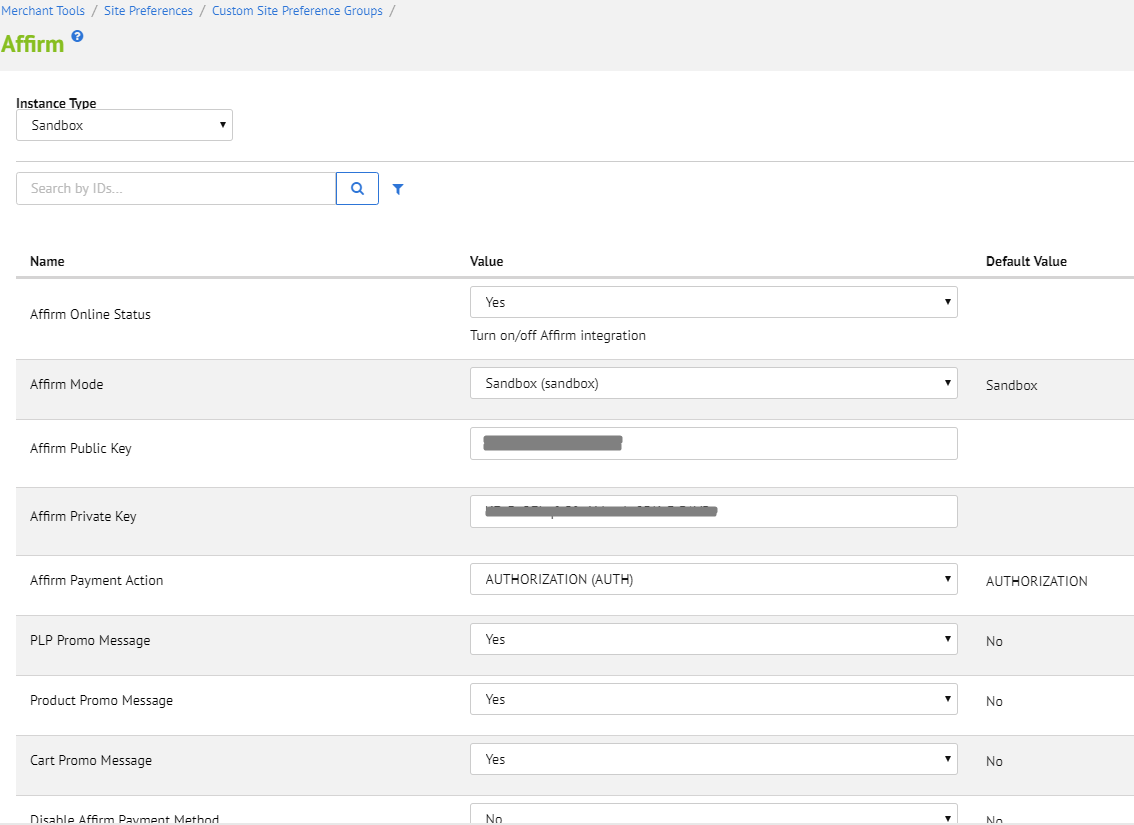 Merchant Tools / Site Preferences / Custom Site Preference Groups /
Affirm ?
Instance Type
Sandbox
Search by IDs...
Name Value Default Value
Affirm Online Status Yes
Turn on/off Affirm integration
Affirm Mode Sandbox (sandbox) Sandbox
Affirm Public Key
Affirm Private Key
Affirm Payment Action AUTHORIZATION (AUTH) AUTHORIZATION
PLP Promo Message Yes No
Product Promo Message Yes No
Cart Promo Message Yes No
Disable Affirm Payment Method No No